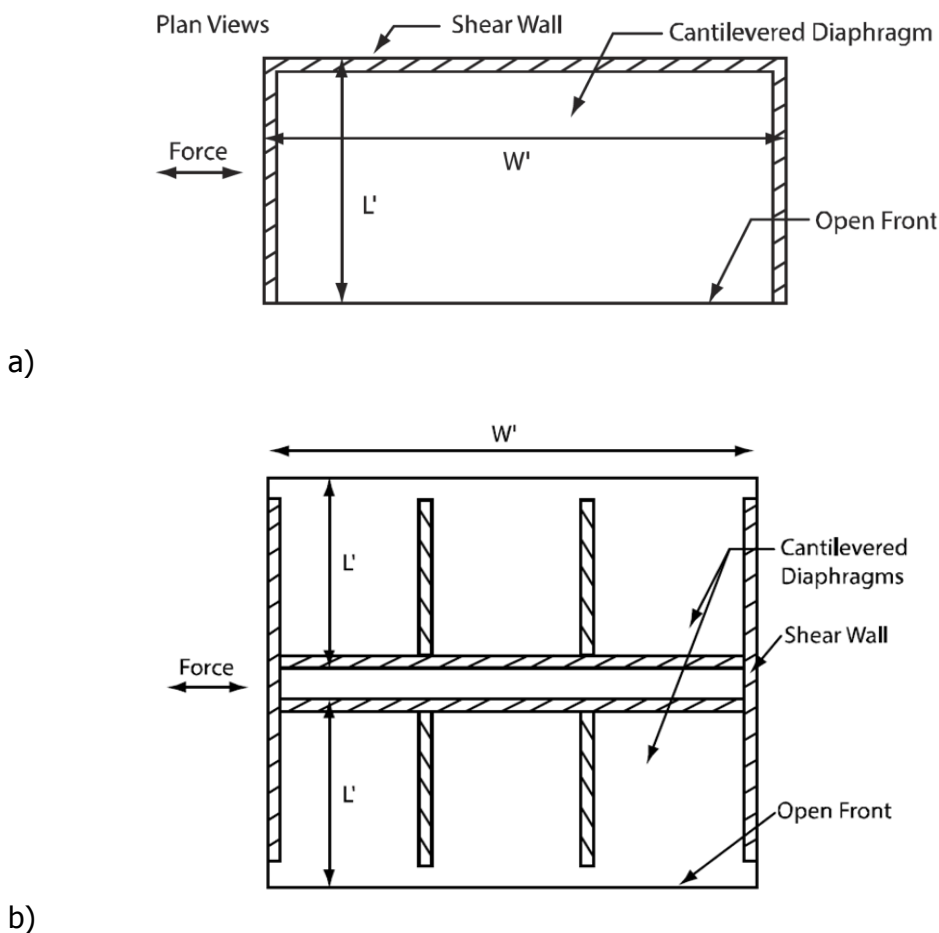 Plan Views
Shear Wall
Cantilevered Diaphragm
Force
W'
L'
Open Front
a)
W'
L'
Cantilevered
Diaphragms
Shear Wall
Force
L'
Open Front
b)